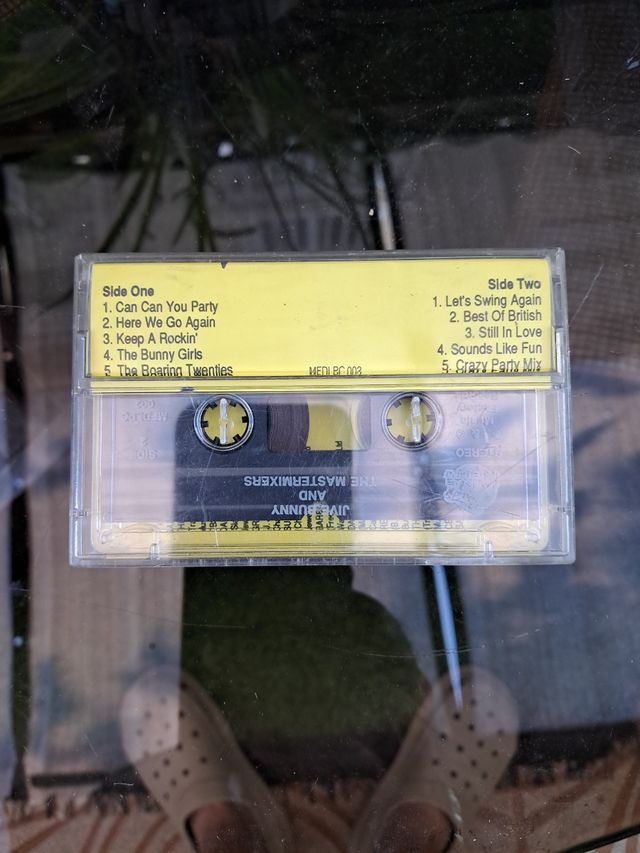 Side One
1. Can Can You Party
2. Here We Go Again
3. Keep A Rockin'
4. The Bunny Girls
5. The Roaring Twenties
MEDLBC 003
Side Two
1. Let's Swing Again
2. Best Of British
3. Still In Love
4. Sounds Like Fun
5. Crazy Party Mix
SIDE
2
JIVE BUNNY
AND
THE MASTERMIXERS